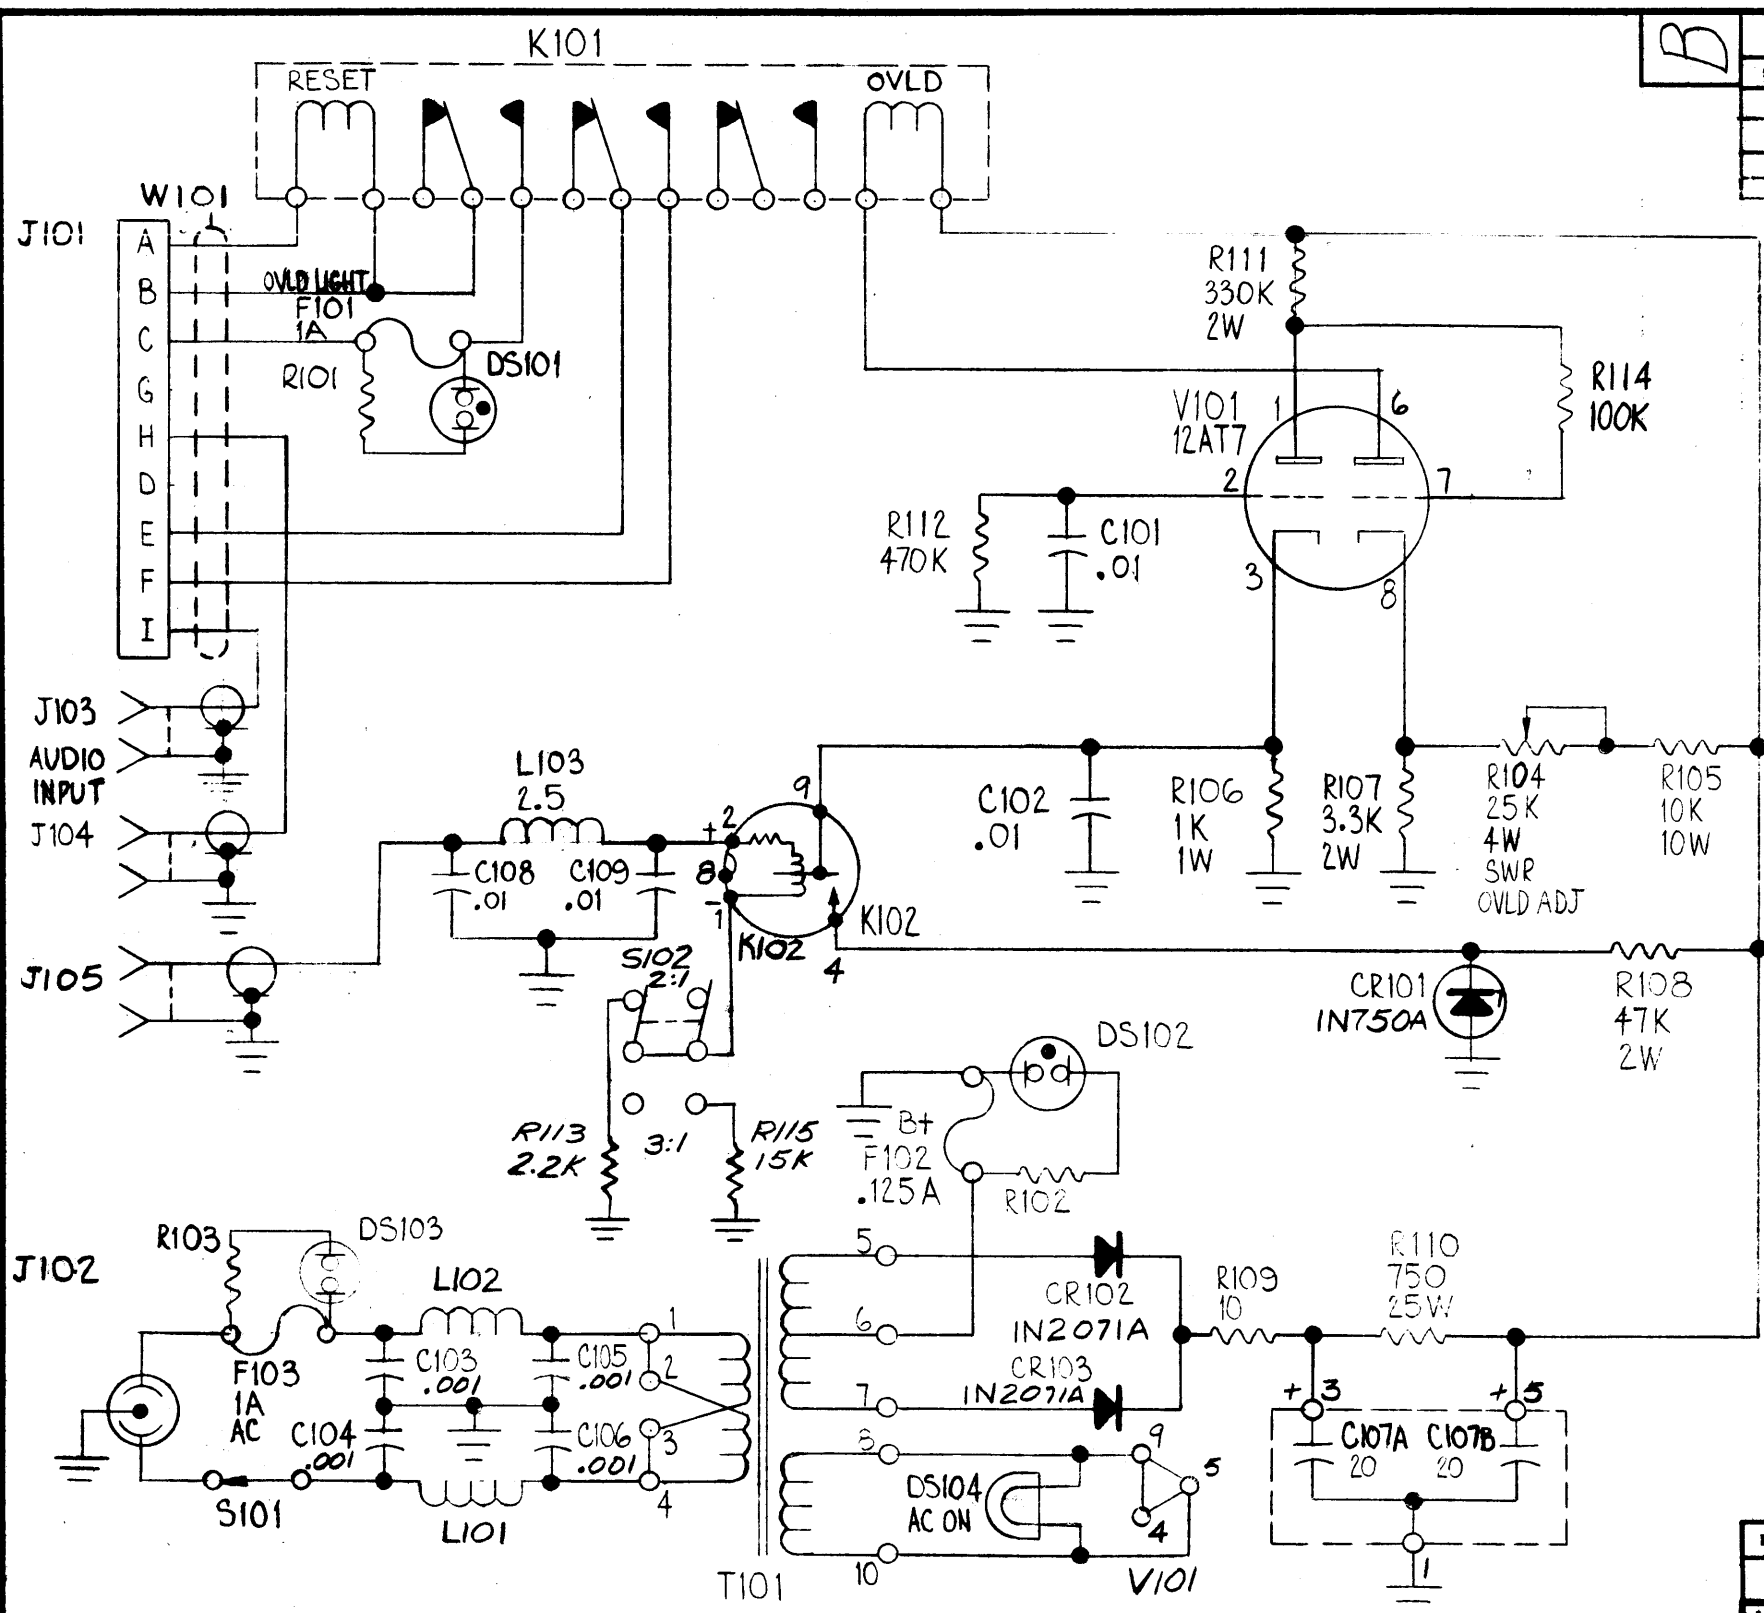 B
K101
RESET
OVLD
W101
J101
A
B
C
G
H
D
E
F
I
OVLD LIGHT
F101
1A
R101
DS101
R111
330K
2W
V101
12AT7
1
6
2
7
3
8
R114
100K
R112
470K
C101
.01
J103
AUDIO
INPUT
J104
J105
L103
2.5
C108
.01
C109
.01
+
2
9
8
-
1
K102
K102
4
C102
.01
R106
1K
1W
R107
3.3K
2W
R104
25K
4W
SWR
OVLD ADJ
R105
10K
10W
S102
2:1
3:1
R113
2.2K
R115
15K
CR101
1N750A
R108
47K
2W
DS102
B+
F102
.125A
R102
J102
R103
DS103
F103
1A
AC
S101
L102
L101
C103
.001
C104
.001
C105
.001
C106
.001
1
2
3
4
T101
5
6
7
8
10
CR102
1N2071A
CR103
1N2071A
R109
10
R110
750
25W
DS104
AC ON
9
5
4
V101
+
3
+
5
C107A
20
C107B
20
1